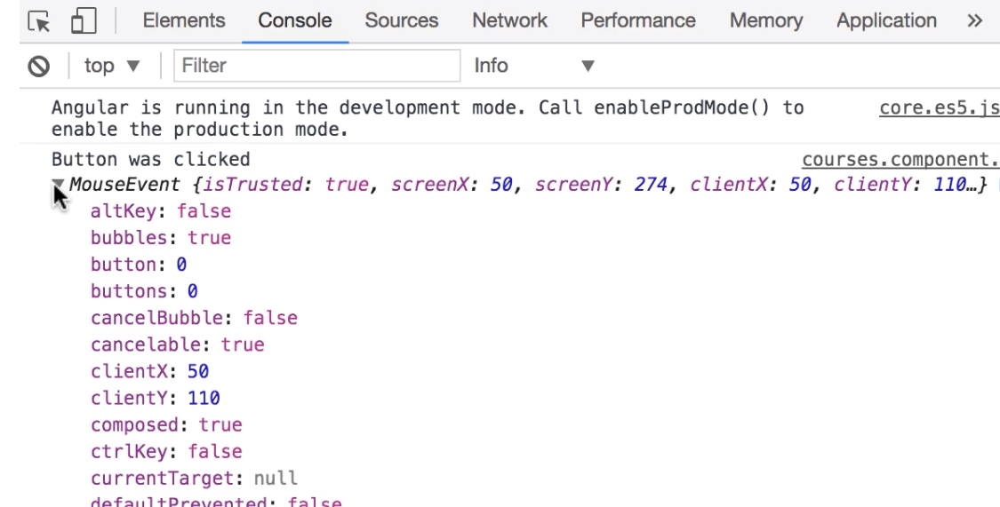 Elements Console Sources Network Performance Memory Application »
top ▼ Filter Info ▼
Angular is running in the development mode. Call enableProdMode() to core.es5.js
enable the production mode.
Button was clicked courses.component.
▼ MouseEvent {isTrusted: true, screenX: 50, screenY: 274, clientX: 50, clientY: 110…}
altKey: false
bubbles: true
button: 0
buttons: 0
cancelBubble: false
cancelable: true
clientX: 50
clientY: 110
composed: true
ctrlKey: false
currentTarget: null
defaultPrevented: false